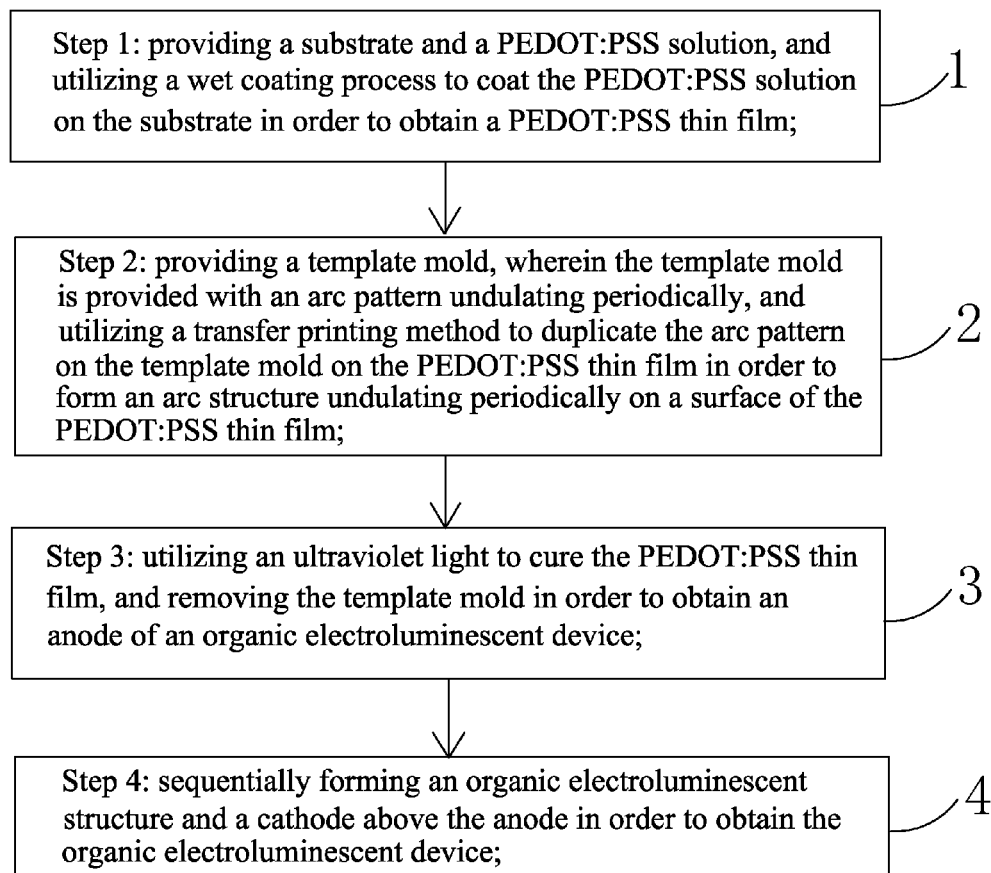 Step 1: providing a substrate and a PEDOT:PSS solution, and
utilizing a wet coating process to coat the PEDOT:PSS solution
on the substrate in order to obtain a PEDOT:PSS thin film;
1
Step 2: providing a template mold, wherein the template mold
is provided with an arc pattern undulating periodically, and
utilizing a transfer printing method to duplicate the arc pattern
on the template mold on the PEDOT:PSS thin film in order to
form an arc structure undulating periodically on a surface of the
PEDOT:PSS thin film;
2
Step 3: utilizing an ultraviolet light to cure the PEDOT:PSS thin
film, and removing the template mold in order to obtain an
anode of an organic electroluminescent device;
3
Step 4: sequentially forming an organic electroluminescent
structure and a cathode above the anode in order to obtain the
organic electroluminescent device;
4